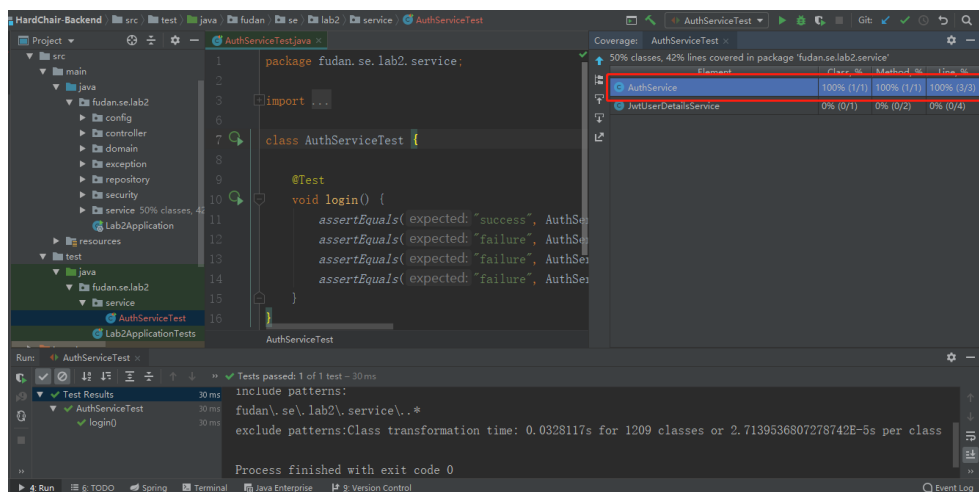 HardChair-Backend src test java fudan se lab2 service AuthServiceTest AuthServiceTest Git:
Project AuthServiceTest.java Coverage: AuthServiceTest
50% classes, 42% lines covered in package 'fudan.se.lab2.service'
Element Class, % Method, % Line, %
AuthService 100% (1/1) 100% (1/1) 100% (3/3)
JwtUserDetailsService 0% (0/1) 0% (0/2) 0% (0/4)
src
main
java
fudan.se.lab2
config
controller
domain
exception
repository
security
service 50% classes, 42
Lab2Application
resources
test
java
fudan.se.lab2
service
AuthServiceTest
Lab2ApplicationTests
1 package fudan.se.lab2.service;
2
3 import ...
6
7 class AuthServiceTest {
8
9 @Test
10 void login() {
11 assertEquals( expected: "success", AuthSe
12 assertEquals( expected: "failure", AuthSe
13 assertEquals( expected: "failure", AuthSe
14 assertEquals( expected: "failure", AuthSe
15 }
16 }
AuthServiceTest
Run: AuthServiceTest
Tests passed: 1 of 1 test – 30 ms
Test Results 30 ms
AuthServiceTest 30 ms
login() 30 ms
include patterns:
fudan\.se\.lab2\.service\..*
exclude patterns:Class transformation time: 0.0328117s for 1209 classes or 2.7139536807278742E-5s per class
Process finished with exit code 0
4: Run 6: TODO Spring Terminal Java Enterprise 9: Version Control Event Log